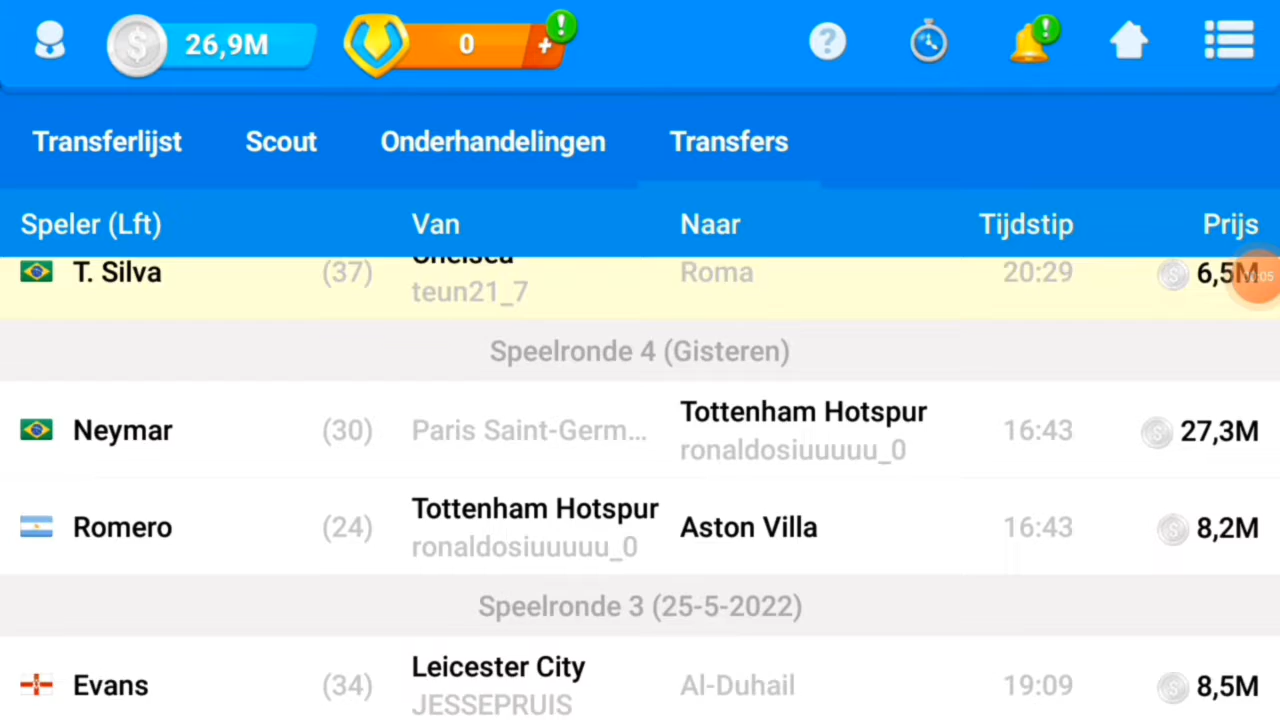 26,9M 0
Transferlijst Scout Onderhandelingen Transfers
Speler (Lft) Van Naar Tijdstip Prijs
Chelsea
T. Silva (37) Roma 20:29 6,5M
teun21_7
Speelronde 4 (Gisteren)
Tottenham Hotspur
Neymar (30) Paris Saint-Germ... 16:43 27,3M
ronaldosiuuuuu_0
Tottenham Hotspur
Romero (24) Aston Villa 16:43 8,2M
ronaldosiuuuuu_0
Speelronde 3 (25-5-2022)
Leicester City
Evans (34) Al-Duhail 19:09 8,5M
JESSEPRUIS